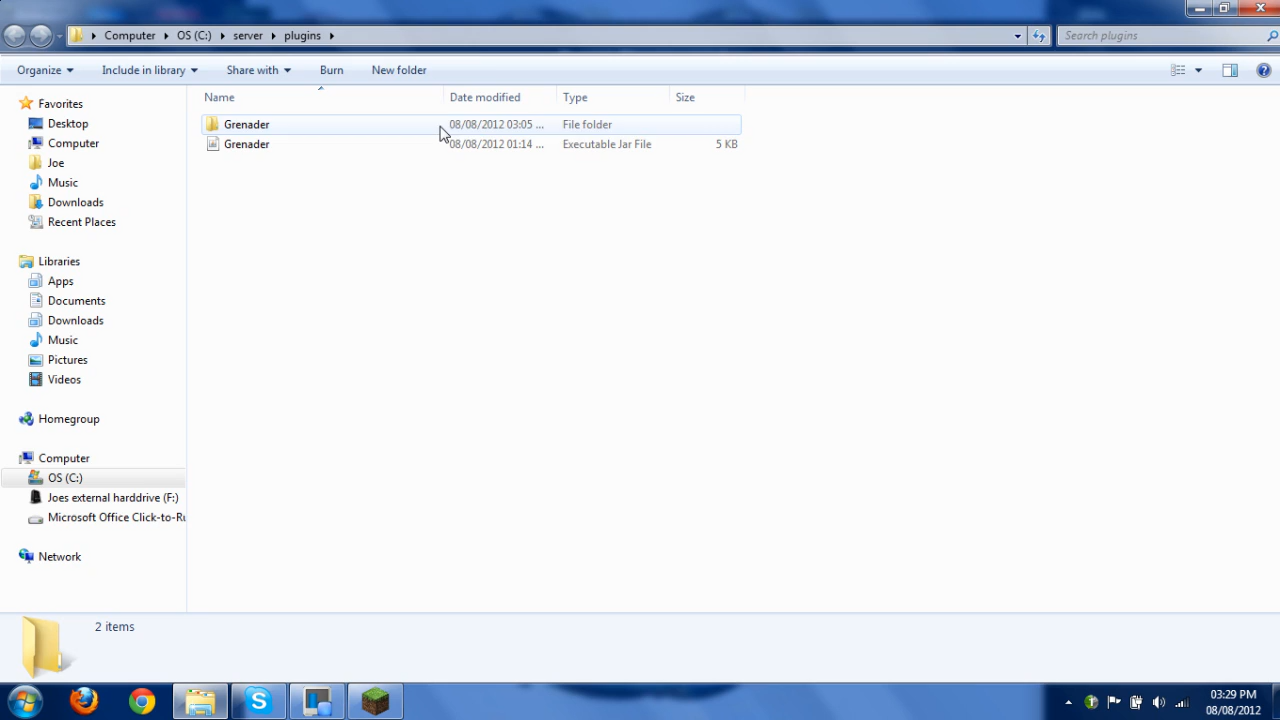 Computer OS (C:) server plugins
Search plugins
Organize Include in library Share with Burn New folder
Name Date modified Type Size
Grenader 08/08/2012 03:05 ... File folder
Grenader 08/08/2012 01:14 ... Executable Jar File 5 KB
Favorites
Desktop
Computer
Joe
Music
Downloads
Recent Places
Libraries
Apps
Documents
Downloads
Music
Pictures
Videos
Homegroup
Computer
OS (C:)
Joes external harddrive (F:)
Microsoft Office Click-to-Ru
Network
2 items
03:29 PM
08/08/2012